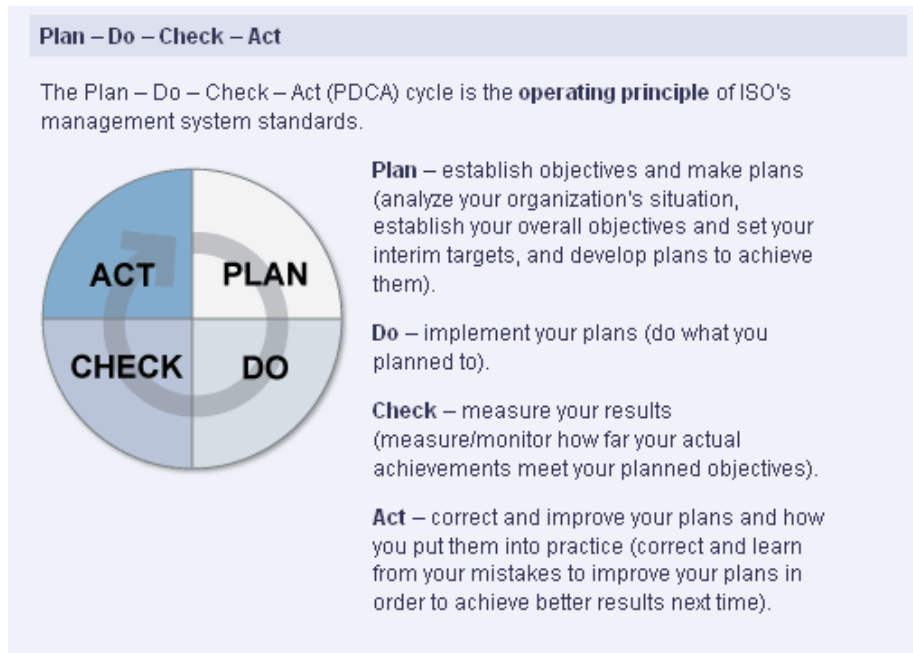 Plan – Do – Check – Act
The Plan – Do – Check – Act (PDCA) cycle is the operating principle of ISO's
management system standards.
ACT
PLAN
CHECK
DO
Plan – establish objectives and make plans
(analyze your organization's situation,
establish your overall objectives and set your
interim targets, and develop plans to achieve
them).
Do – implement your plans (do what you
planned to).
Check – measure your results
(measure/monitor how far your actual
achievements meet your planned objectives).
Act – correct and improve your plans and how
you put them into practice (correct and learn
from your mistakes to improve your plans in
order to achieve better results next time).